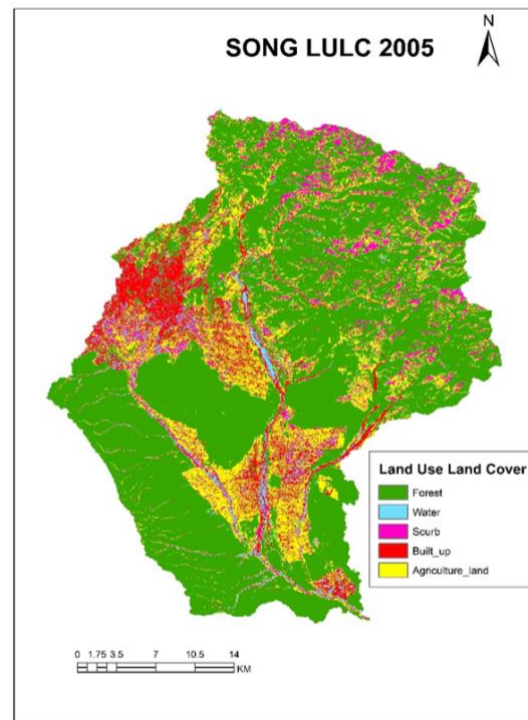 N
SONG LULC 2005
Land Use Land Cover
Forest
Water
Scurb
Built_up
Agriculture_land
0 1.75 3.5 7 10.5 14
KM